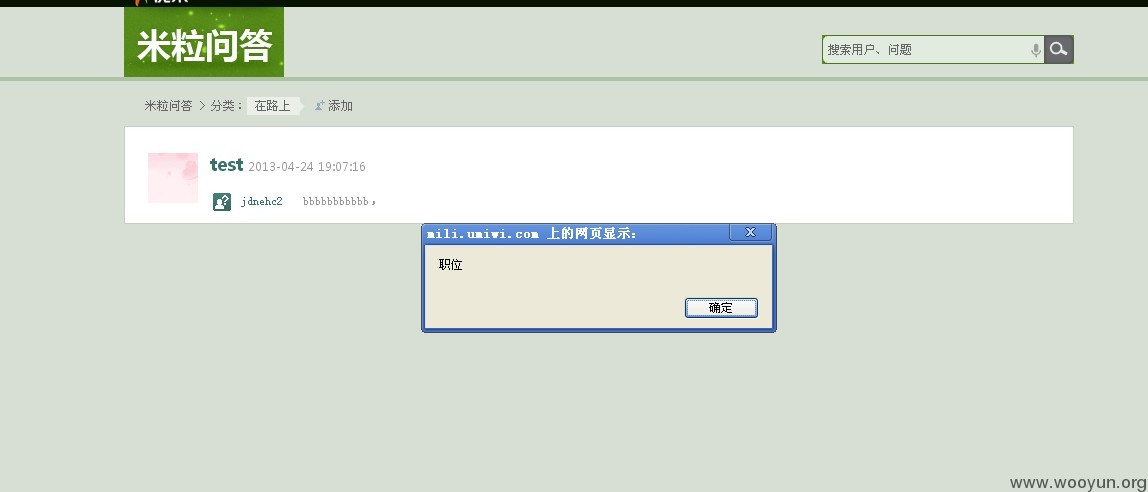 米粒问答
搜索用户、问题
米粒问答 > 分类： 在路上 添加
test 2013-04-24 19:07:16
jdnehc2 bbbbbbbbbbb，
mili.umiwi.com 上的网页显示：
职位
确定
www.wooyun.org